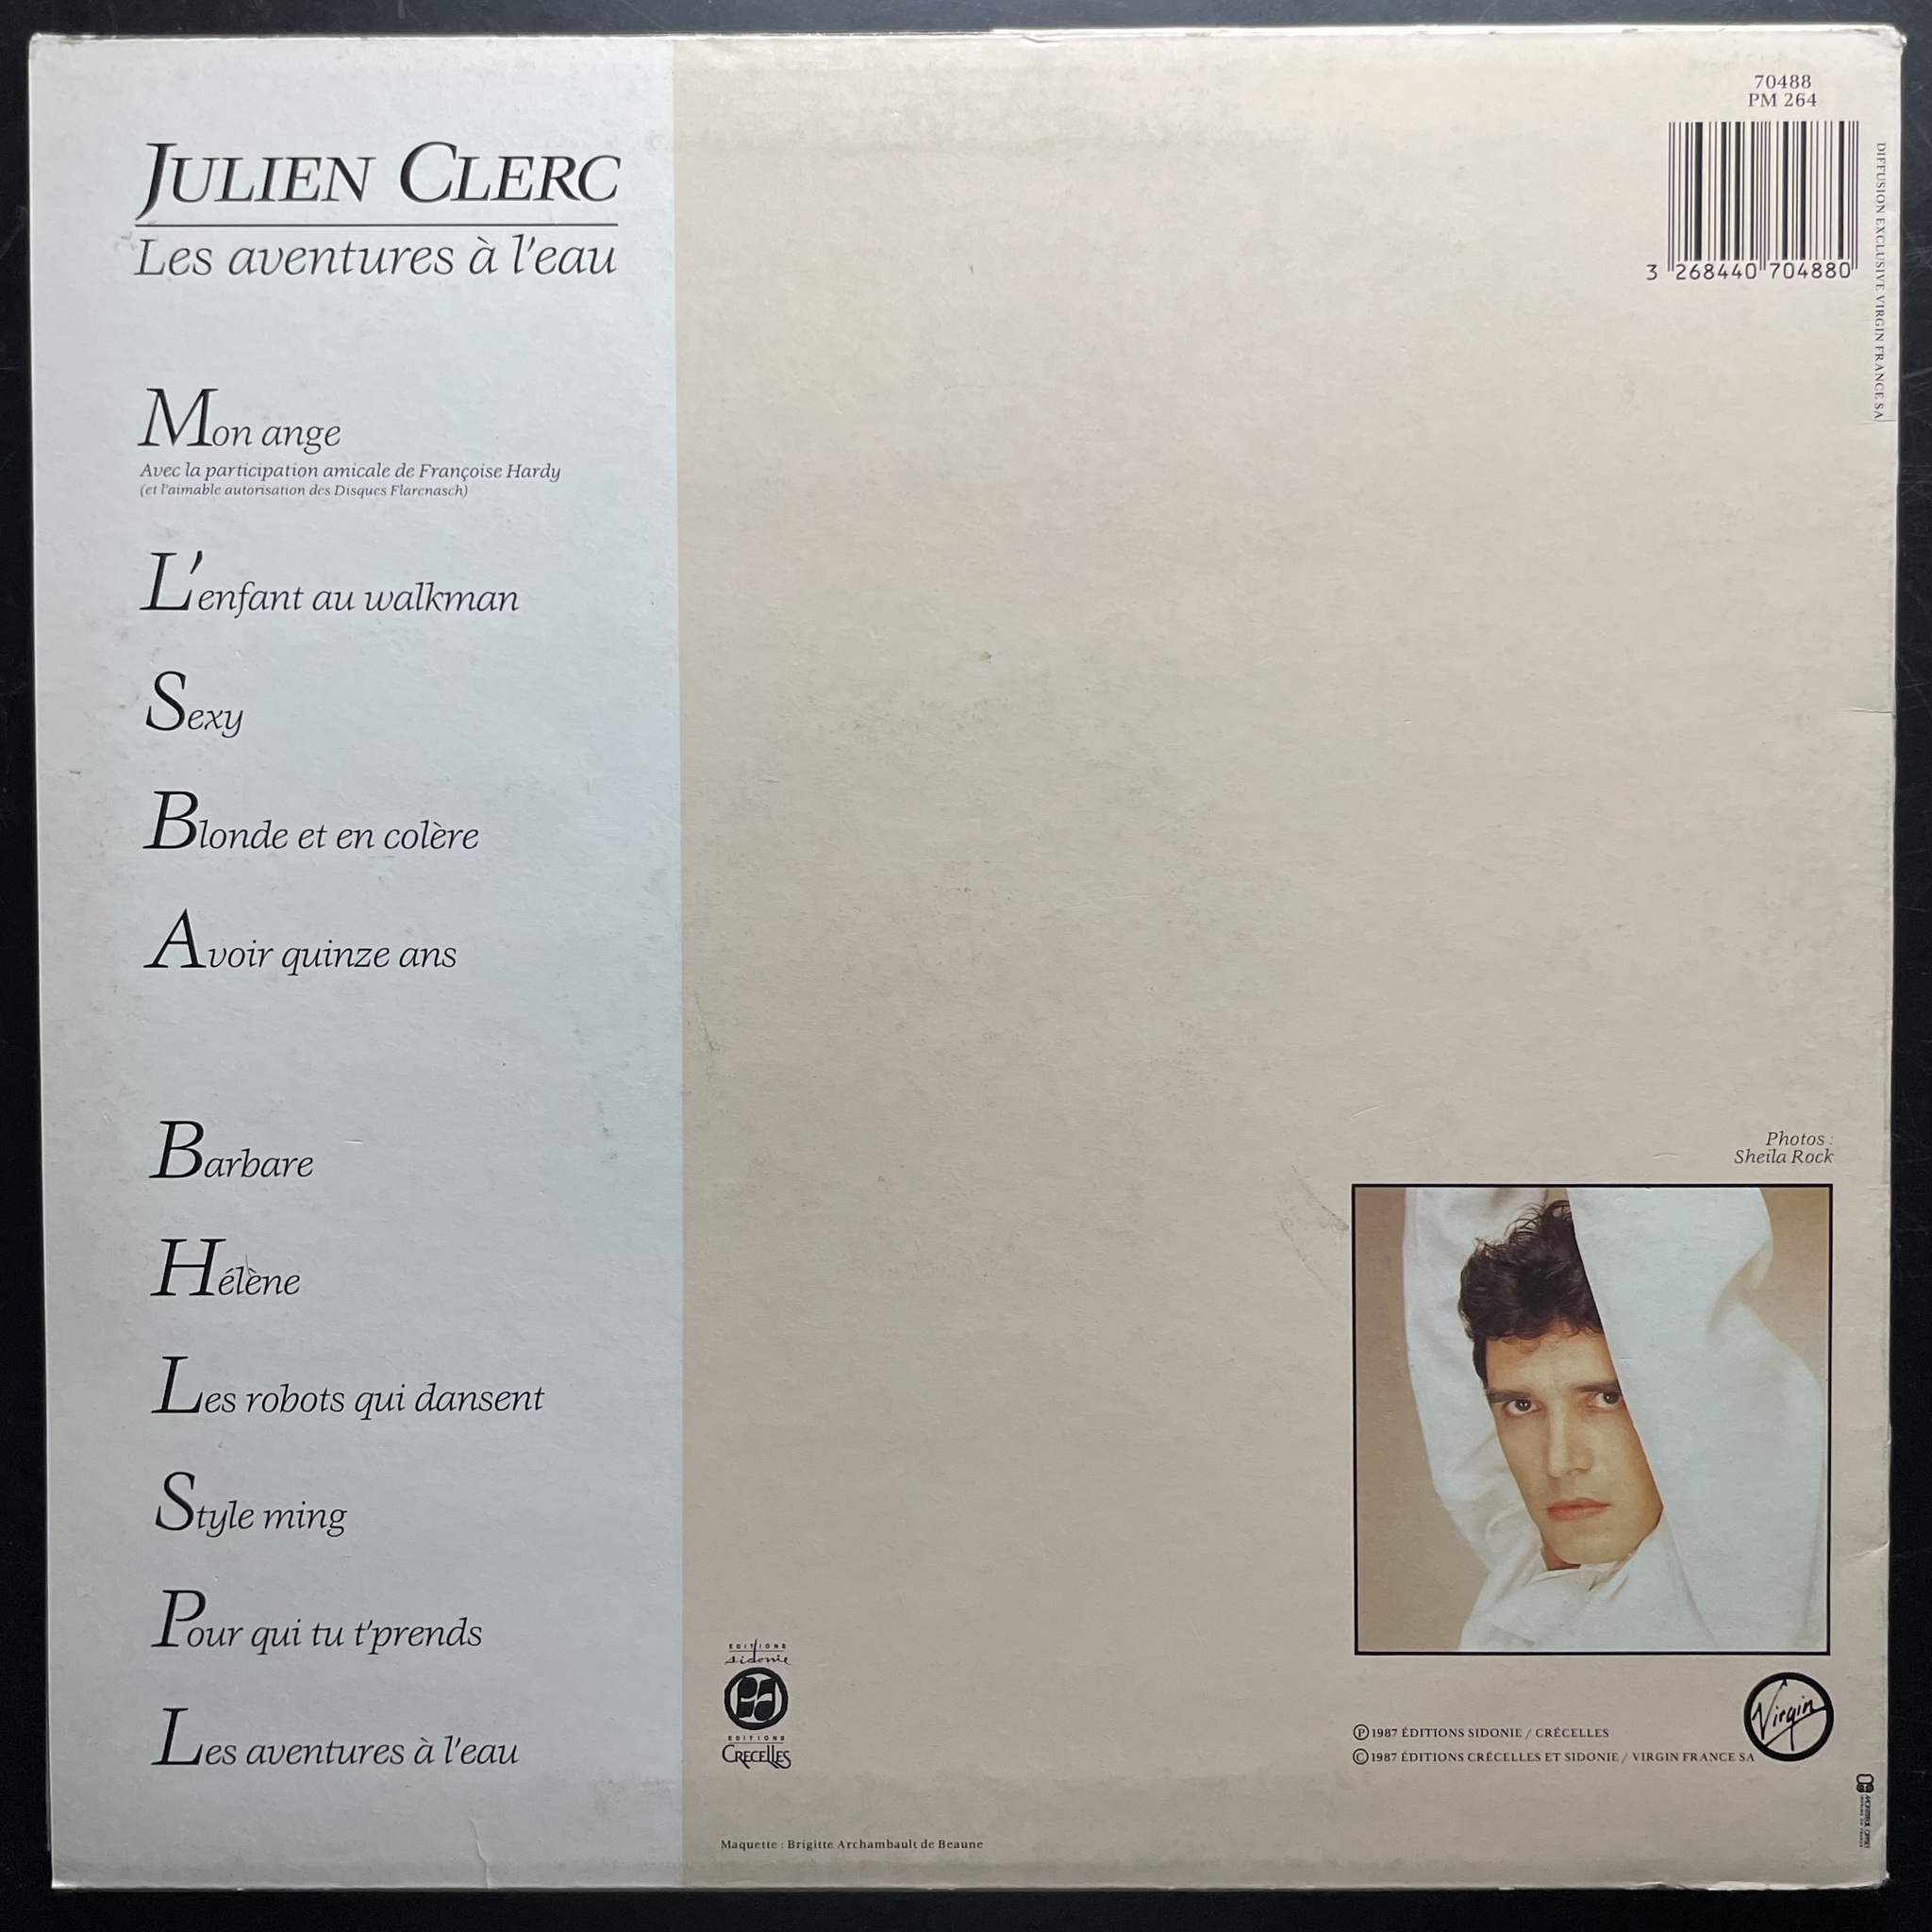 JULIEN CLERC
Les aventures à l'eau
Mon ange
Avec la participation amicale de Françoise Hardy
(et l'aimable autorisation des Disques Flarenasch)
L'enfant au walkman
Sexy
Blonde et en colère
Avoir quinze ans
Barbare
Hélène
Les robots qui dansent
Style ming
Pour qui tu t'prends
Les aventures à l'eau
70488
PM 264
3 268440 704880
DIFFUSION EXCLUSIVE VIRGIN FRANCE SA
Photos :
Sheila Rock
EDITIONS
sidonie
EDITIONS
CRECELLES
Virgin
Ⓟ 1987 ÉDITIONS SIDONIE / CRÉCELLES
© 1987 ÉDITIONS CRÉCELLES ET SIDONIE / VIRGIN FRANCE SA
Maquette : Brigitte Archambault de Beaune